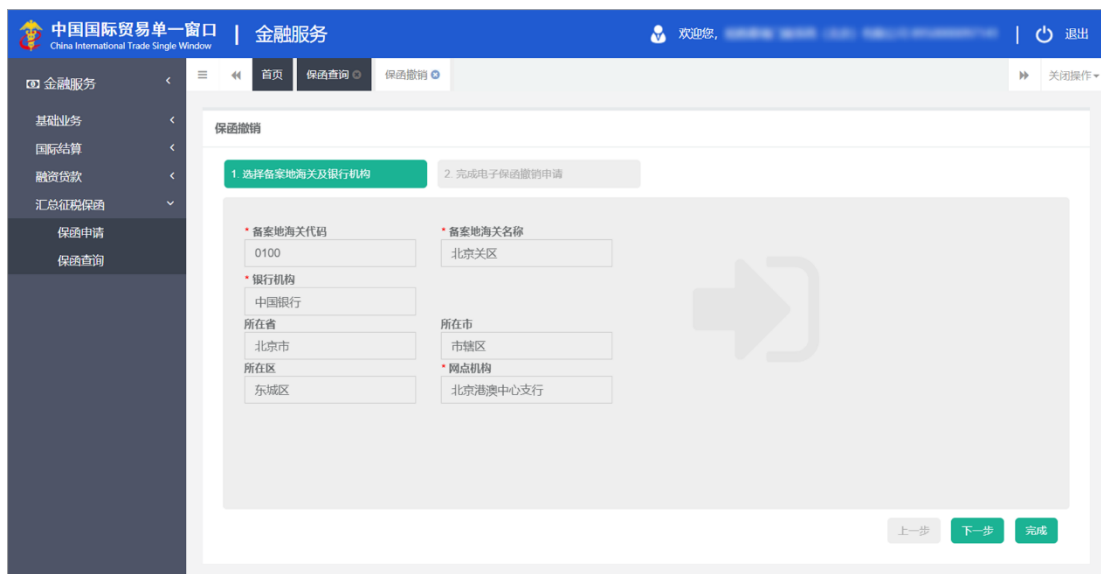 中国国际贸易单一窗口 | 金融服务
China International Trade Single Window
欢迎您,
退出
金融服务
首页
保函查询
保函撤销
关闭操作
基础业务
国际结算
融资贷款
汇总征税保函
保函申请
保函查询
保函撤销
1. 选择备案地海关及银行机构
2. 完成电子保函撤销申请
* 备案地海关代码
* 备案地海关名称
0100
北京关区
* 银行机构
中国银行
所在省
所在市
北京市
市辖区
所在区
* 网点机构
东城区
北京港澳中心支行
上一步
下一步
完成